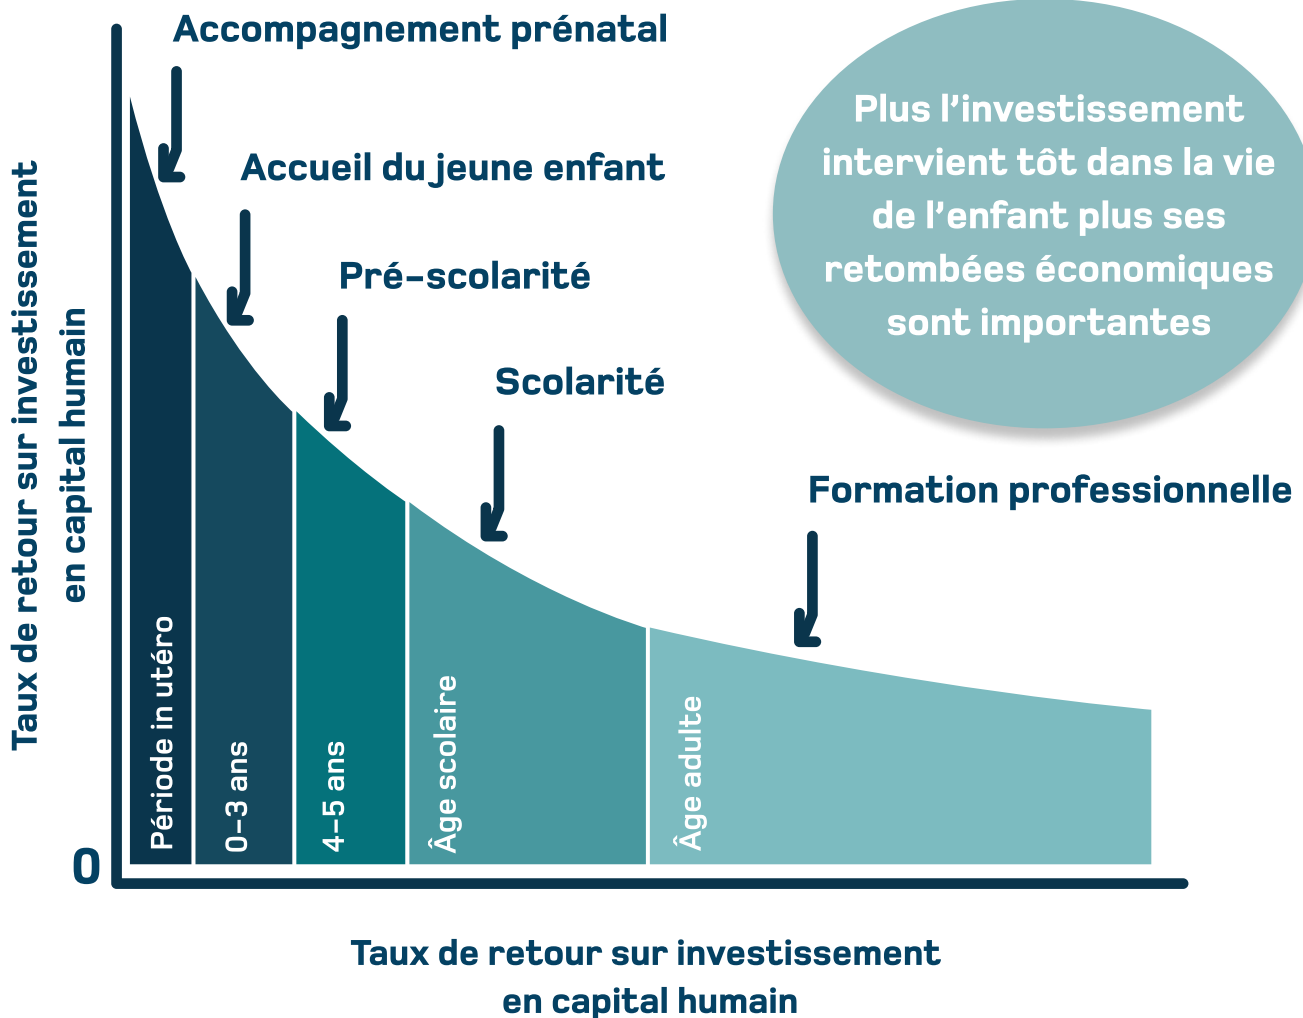 Accompagnement prénatal
Accueil du jeune enfant
Pré-scolarité
Scolarité
Formation professionnelle
Plus l'investissement
intervient tôt dans la vie
de l'enfant plus ses
retombées économiques
sont importantes
Taux de retour sur investissement
en capital humain
Période in utéro
0-3 ans
4-5 ans
Âge scolaire
Âge adulte
0
Taux de retour sur investissement
en capital humain